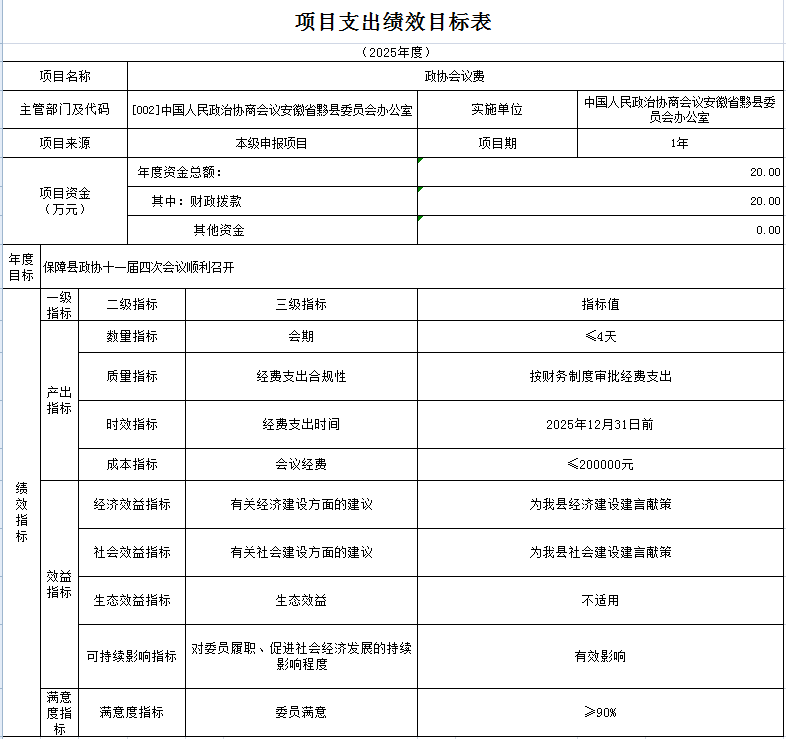 项目支出绩效目标表
（2025年度）
项目名称 政协会议费
主管部门及代码 [002]中国人民政治协商会议安徽省黟县委员会办公室 实施单位 中国人民政治协商会议安徽省黟县委
员会办公室
项目来源 本级申报项目 项目期 1年
项目资金
（万元）
年度资金总额： 20.00
其中：财政拨款 20.00
其他资金 0.00
年度
目标
保障县政协十一届四次会议顺利召开
绩
效
指
标
一级
指标
二级指标 三级指标 指标值
产出
指标
数量指标 会期 ≤4天
质量指标 经费支出合规性 按财务制度审批经费支出
时效指标 经费支出时间 2025年12月31日前
成本指标 会议经费 ≤200000元
效益
指标
经济效益指标 有关经济建设方面的建议 为我县经济建设建言献策
社会效益指标 有关社会建设方面的建议 为我县社会建设建言献策
生态效益指标 生态效益 不适用
可持续影响指标 对委员履职、促进社会经济发展的持续
影响程度
有效影响
满意
度指
标
满意度指标 委员满意 ≥90%